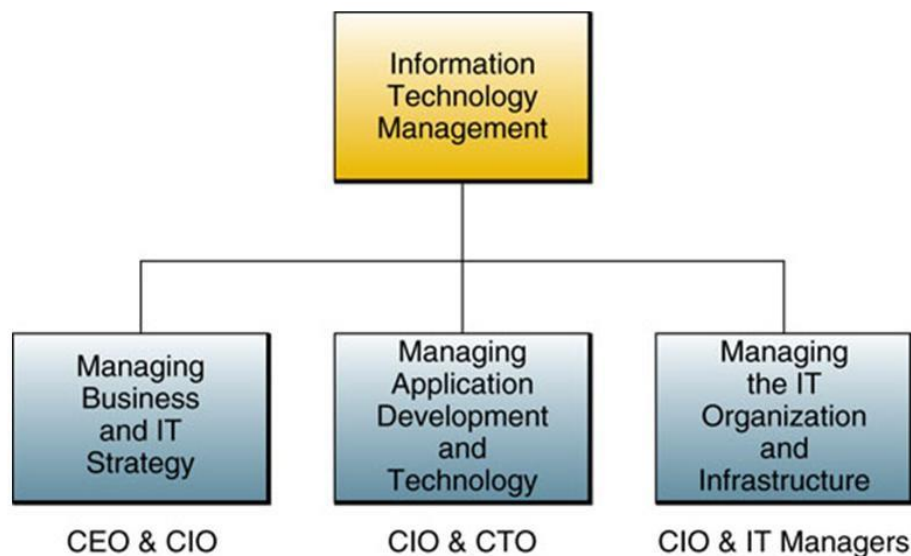 Information
Technology
Management
Managing
Business
and IT
Strategy
Managing
Application
Development
and
Technology
Managing
the IT
Organization
and
Infrastructure
CEO & CIO
CIO & CTO
CIO & IT Managers